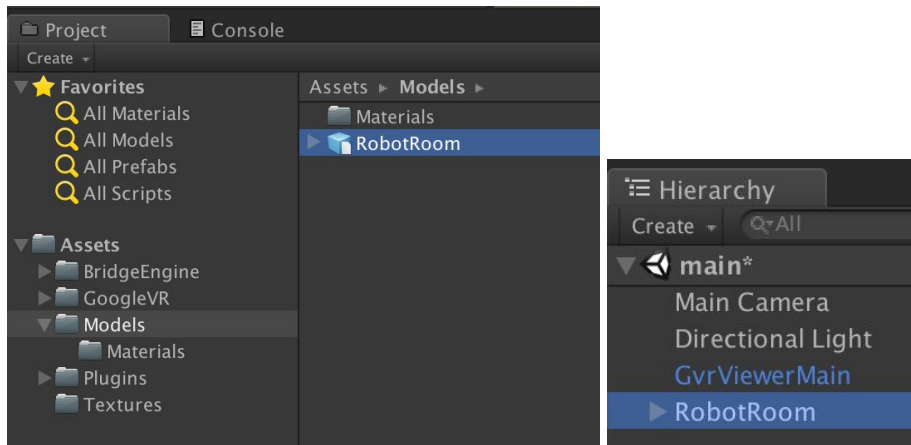 Project
Console
Create
Favorites
All Materials
All Models
All Prefabs
All Scripts
Assets
BridgeEngine
GoogleVR
Models
Materials
Plugins
Textures
Assets Models
Materials
RobotRoom
Hierarchy
Create All
main*
Main Camera
Directional Light
GvrViewerMain
RobotRoom